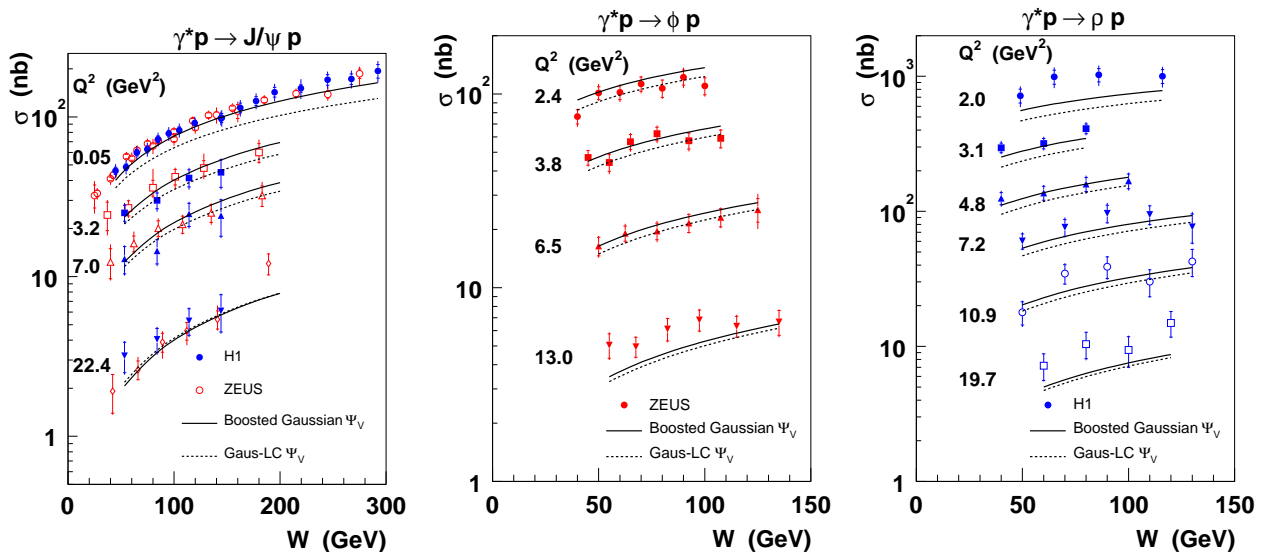 γ*p → J/ψ p
σ (nb)
Q² (GeV²)
10²
10
1
0.05
3.2
7.0
22.4
H1
ZEUS
Boosted Gaussian Ψ_V
Gaus-LC Ψ_V
0 100 200 300
W (GeV)
γ*p → ϕ p
σ (nb)
Q² (GeV²)
10²
10
1
2.4
3.8
6.5
13.0
ZEUS
Boosted Gaussian Ψ_V
Gaus-LC Ψ_V
0 50 100 150
W (GeV)
γ*p → ρ p
σ (nb)
Q² (GeV²)
10³
10²
10
1
2.0
3.1
4.8
7.2
10.9
19.7
H1
Boosted Gaussian Ψ_V
Gaus-LC Ψ_V
0 50 100 150
W (GeV)